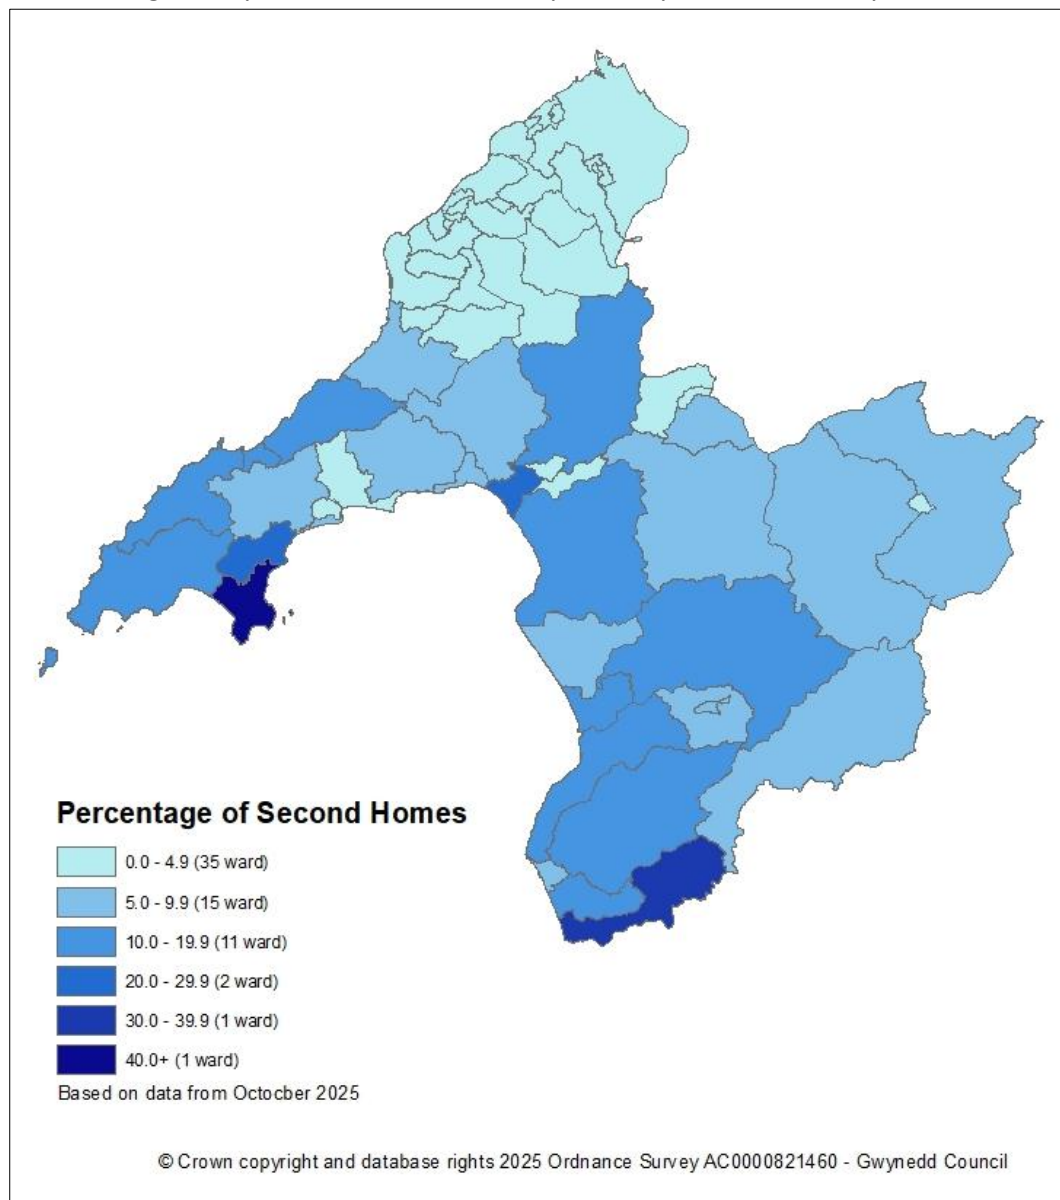 Percentage of Second Homes
0.0 - 4.9 (35 ward)
5.0 - 9.9 (15 ward)
10.0 - 19.9 (11 ward)
20.0 - 29.9 (2 ward)
30.0 - 39.9 (1 ward)
40.0+ (1 ward)
Based on data from Octocber 2025
© Crown copyright and database rights 2025 Ordnance Survey AC0000821460 - Gwynedd Council